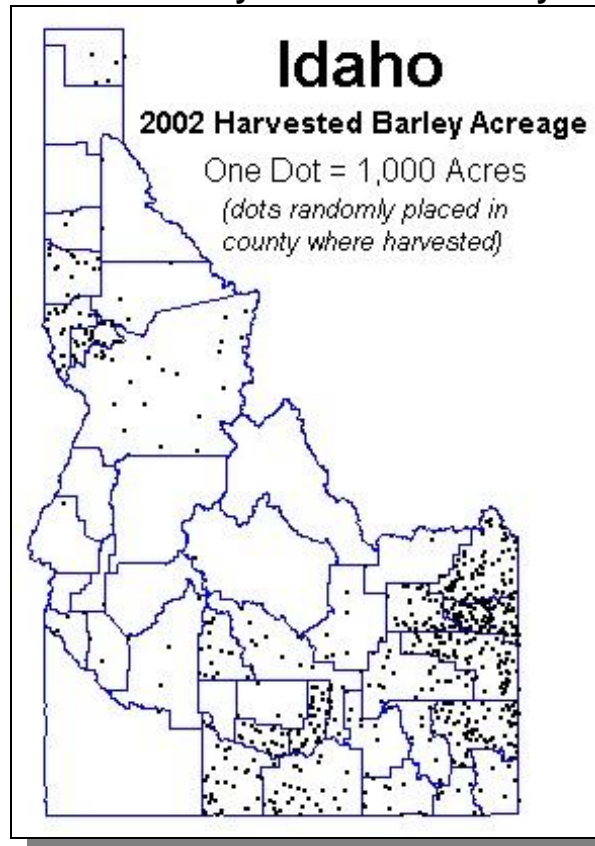 Idaho
2002 Harvested Barley Acreage
One Dot = 1,000 Acres
(dots randomly placed in
county where harvested)